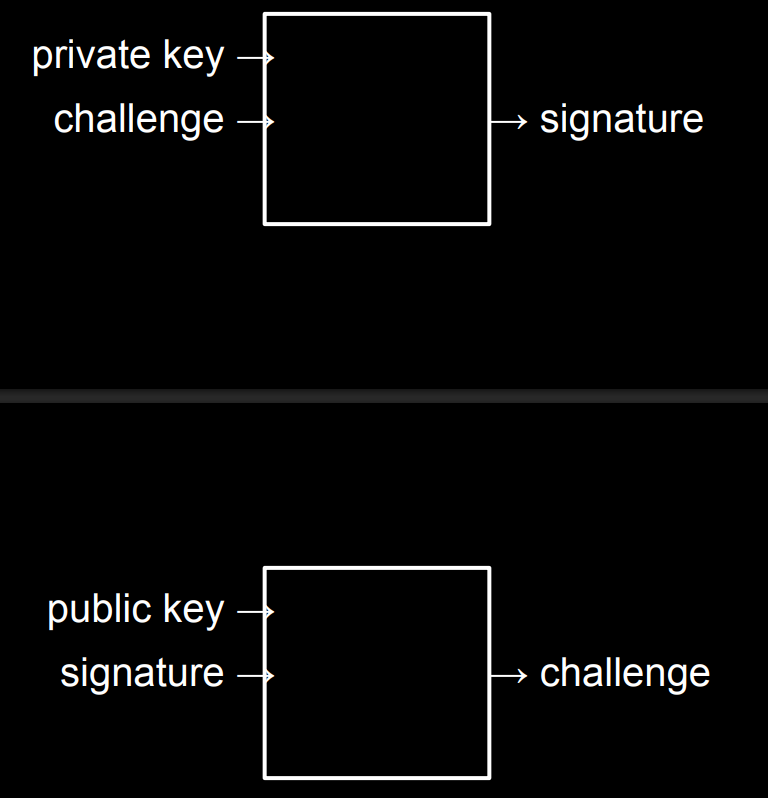 private key →
challenge → → signature
public key →
signature → → challenge